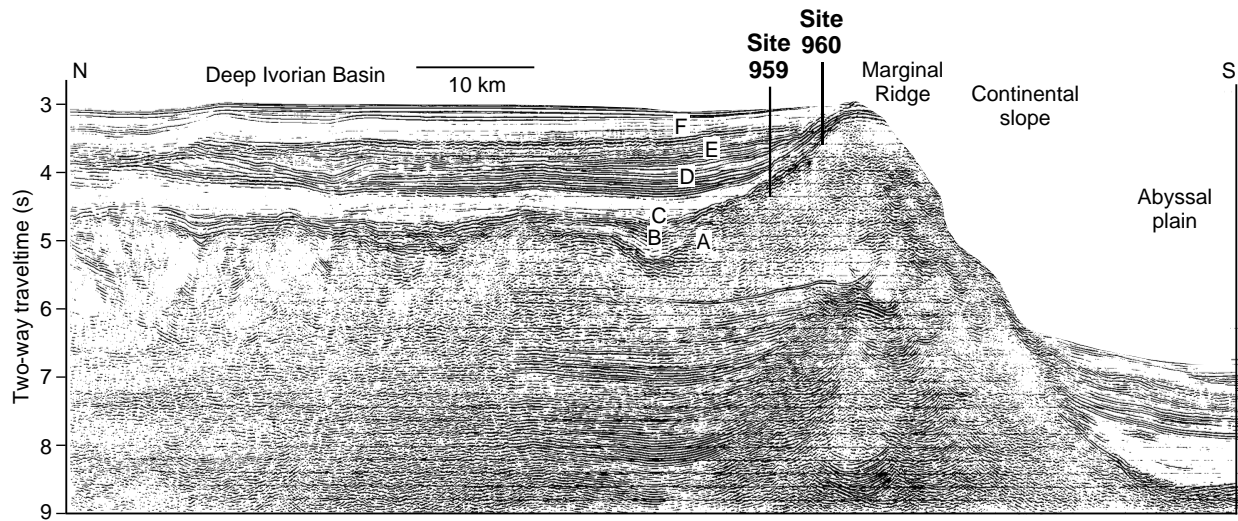 Site
960
Site
959
N
Deep Ivorian Basin
10 km
Marginal
Ridge
Continental
slope
S
Abyssal
plain
Two-way traveltime (s)
3
4
5
6
7
8
9
F
E
D
C
B
A